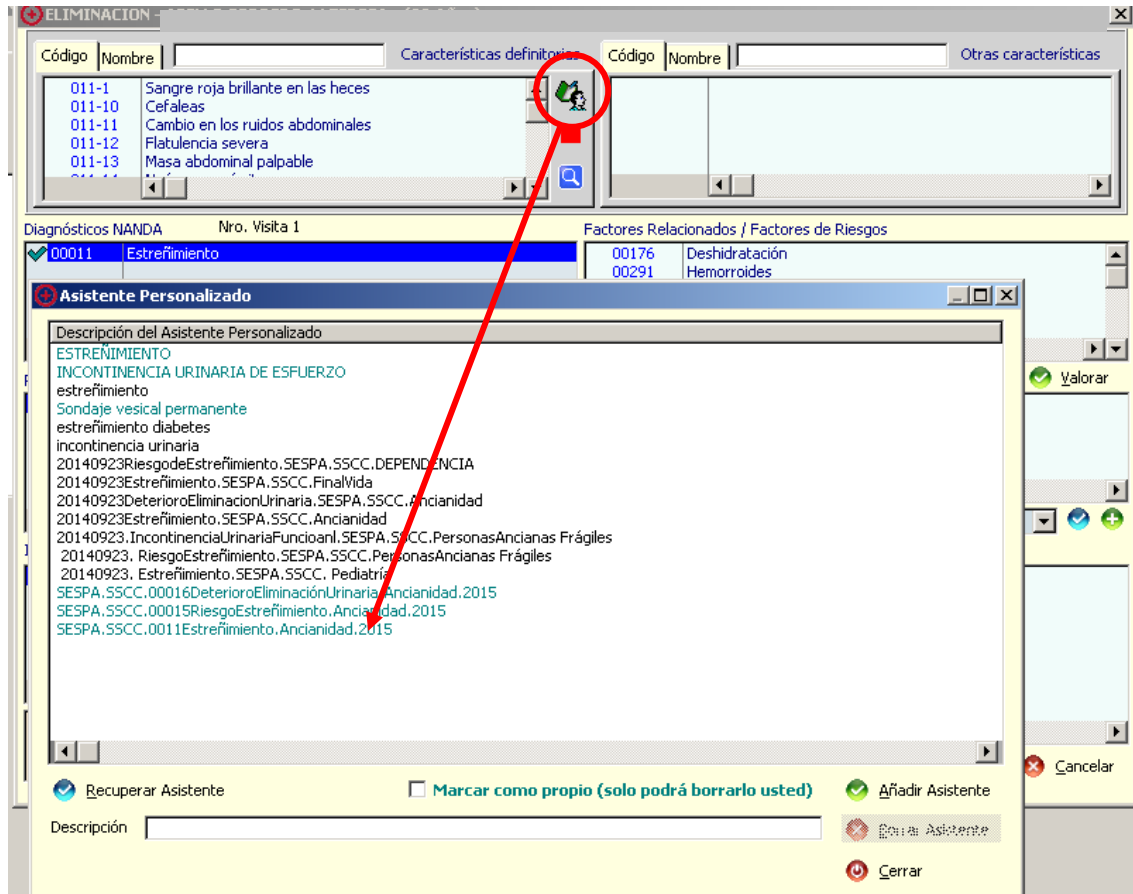 ELIMINACION -
Código Nombre Características definitorias Código Nombre Otras características
011-1 Sangre roja brillante en las heces
011-10 Cefaleas
011-11 Cambio en los ruidos abdominales
011-12 Flatulencia severa
011-13 Masa abdominal palpable
Diagnósticos NANDA Nro. Visita 1 Factores Relacionados / Factores de Riesgos
00011 Estreñimiento 00176 Deshidratación
00291 Hemorroides
Asistente Personalizado
Descripción del Asistente Personalizado
ESTREÑIMIENTO
INCONTINENCIA URINARIA DE ESFUERZO
Valorar
estreñimiento
Sondaje vesical permanente
estreñimiento diabetes
incontinencia urinaria
20140923RiesgodeEstreñimiento.SESPA.SSCC.DEPENDENCIA
20140923Estreñimiento.SESPA.SSCC.FinalVida
20140923DeterioroEliminacionUrinaria.SESPA.SSCC.Ancianidad
20140923Estreñimiento.SESPA.SSCC.Ancianidad
20140923.IncontinenciaUrinariaFuncioanl.SESPA.SSCC.PersonasAncianas Frágiles
20140923. RiesgoEstreñimiento.SESPA.SSCC.PersonasAncianas Frágiles
20140923. Estreñimiento.SESPA.SSCC. Pediatría
SESPA.SSCC.00016DeterioroEliminaciónUrinaria.Ancianidad.2015
SESPA.SSCC.00015RiesgoEstreñimiento.Ancianidad.2015
SESPA.SSCC.0011Estreñimiento.Ancianidad.2015
Cancelar
Recuperar Asistente Marcar como propio (solo podrá borrarlo usted) Añadir Asistente
Descripción Borrar Asistente
Cerrar